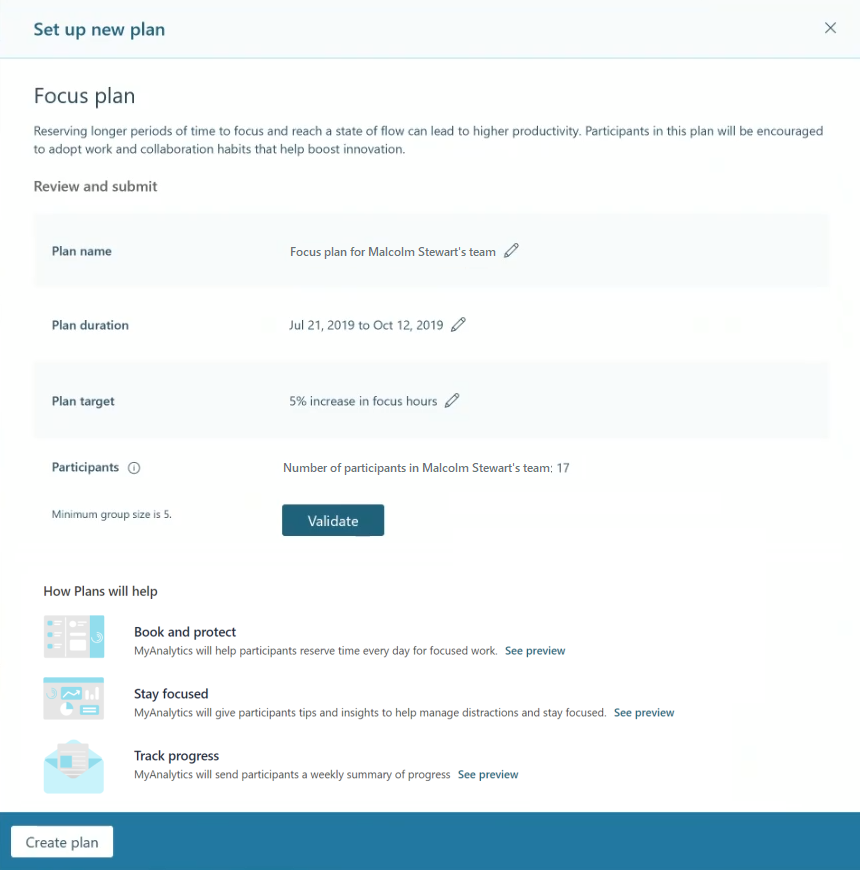 Set up new plan
Focus plan
Reserving longer periods of time to focus and reach a state of flow can lead to higher productivity. Participants in this plan will be encouraged
to adopt work and collaboration habits that help boost innovation.
Review and submit
Plan name
Focus plan for Malcolm Stewart's team
Plan duration
Jul 21, 2019 to Oct 12, 2019
Plan target
5% increase in focus hours
Participants
Number of participants in Malcolm Stewart's team: 17
Minimum group size is 5.
Validate
How Plans will help
Book and protect
MyAnalytics will help participants reserve time every day for focused work. See preview
Stay focused
MyAnalytics will give participants tips and insights to help manage distractions and stay focused. See preview
Track progress
MyAnalytics will send participants a weekly summary of progress See preview
Create plan